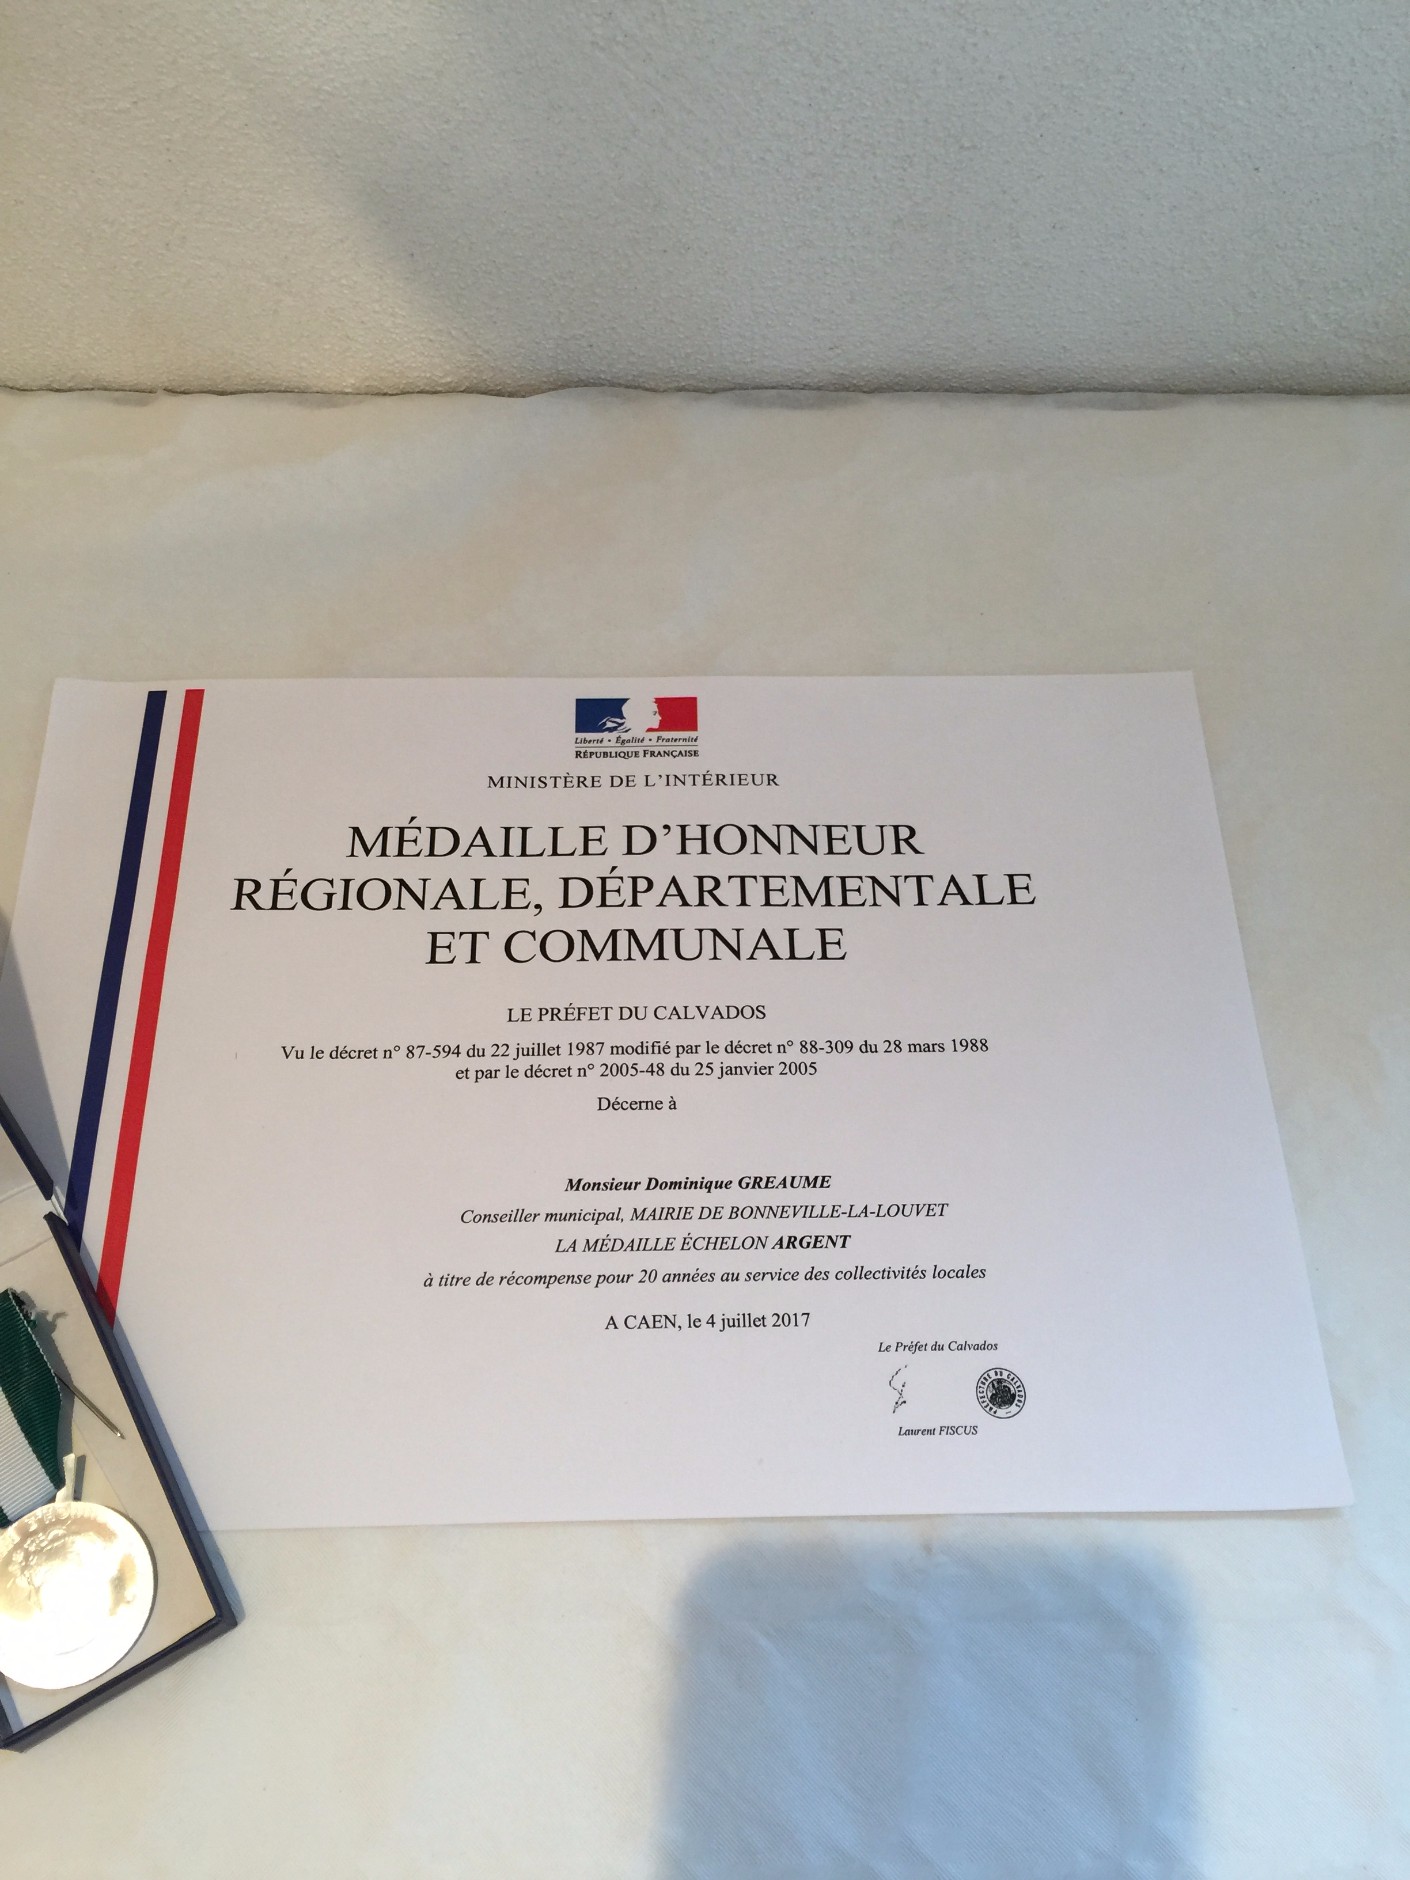 Liberté • Égalité • Fraternité
RÉPUBLIQUE FRANÇAISE
MINISTÈRE DE L'INTÉRIEUR
MÉDAILLE D'HONNEUR
RÉGIONALE, DÉPARTEMENTALE
ET COMMUNALE
LE PRÉFET DU CALVADOS
Vu le décret n° 87-594 du 22 juillet 1987 modifié par le décret n° 88-309 du 28 mars 1988
et par le décret n° 2005-48 du 25 janvier 2005
Décerne à
Monsieur Dominique GREAUME
Conseiller municipal, MAIRIE DE BONNEVILLE-LA-LOUVET
LA MÉDAILLE ÉCHELON ARGENT
à titre de récompense pour 20 années au service des collectivités locales
A CAEN, le 4 juillet 2017
Le Préfet du Calvados
PRÉFECTURE DU CALVADOS
Laurent FISCUS